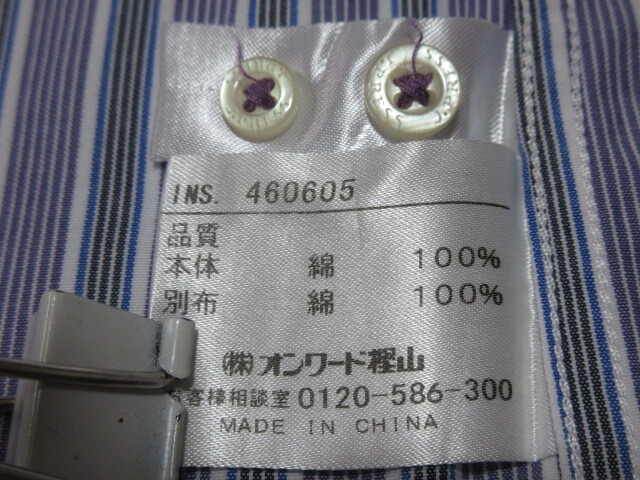 INS. 460605
品質
本体 綿 100%
別布 綿 100%
㈱オンワード樫山
お客様相談室 0120-586-300
MADE IN CHINA